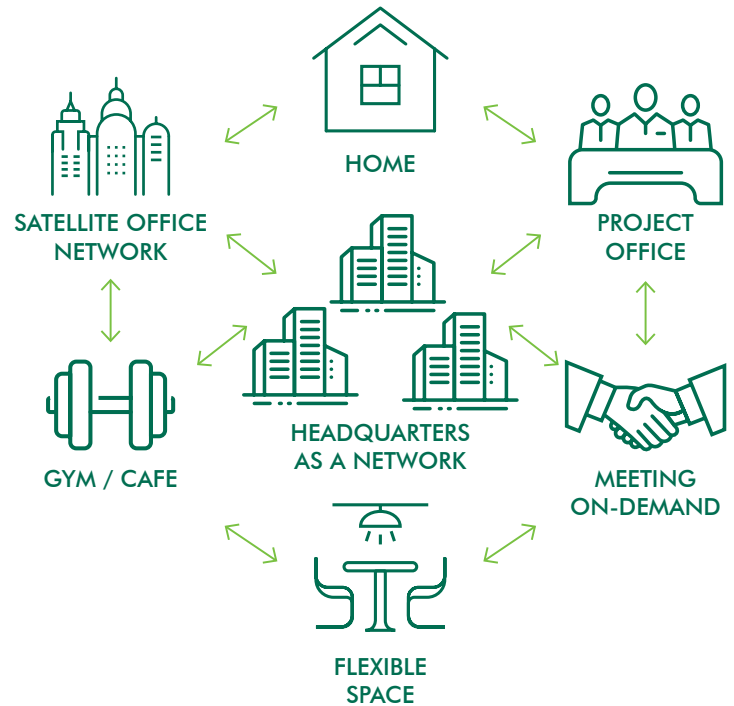 HOME
SATELLITE OFFICE
NETWORK
PROJECT
OFFICE
HEADQUARTERS
AS A NETWORK
GYM / CAFE
MEETING
ON-DEMAND
FLEXIBLE
SPACE